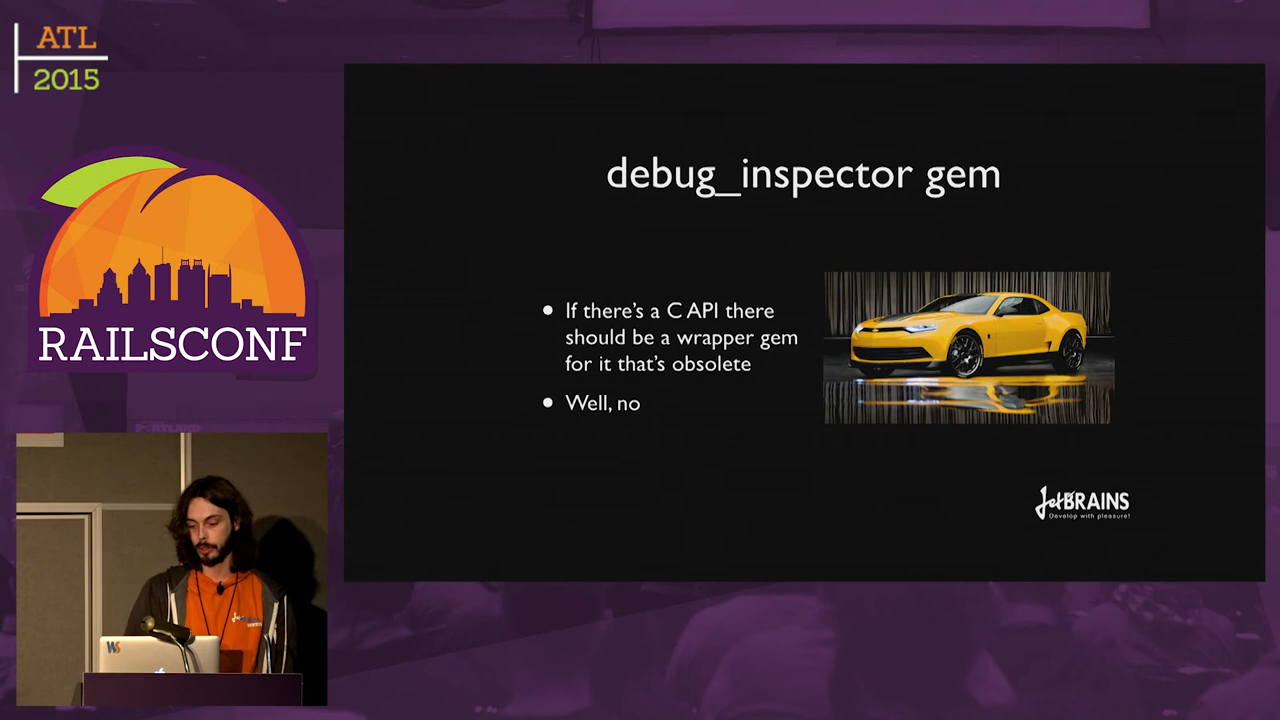 ATL
2015
RAILSCONF
debug_inspector gem
• If there's a C API there
should be a wrapper gem
for it that's obsolete
• Well, no
JetBRAINS
Develop with pleasure!
WS